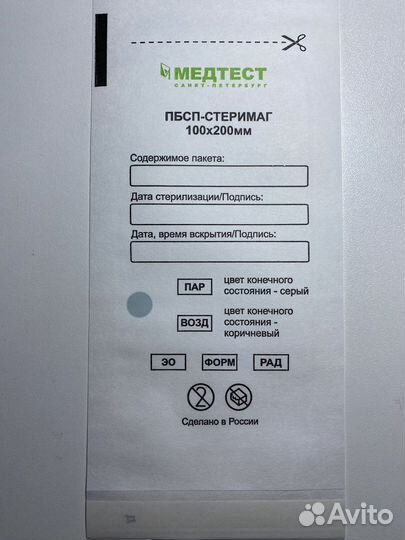 МЕДТЕСТ
САНКТ-ПЕТЕРБУРГ
ПБСП-СТЕРИМАГ
100х200мм
Содержимое пакета:
Дата стерилизации/Подпись:
Дата, время вскрытия/Подпись:
ПАР
цвет конечного
состояния - серый
ВОЗД
цвет конечного
состояния -
коричневый
ЭО ФОРМ РАД
2
Сделано в России
Avito